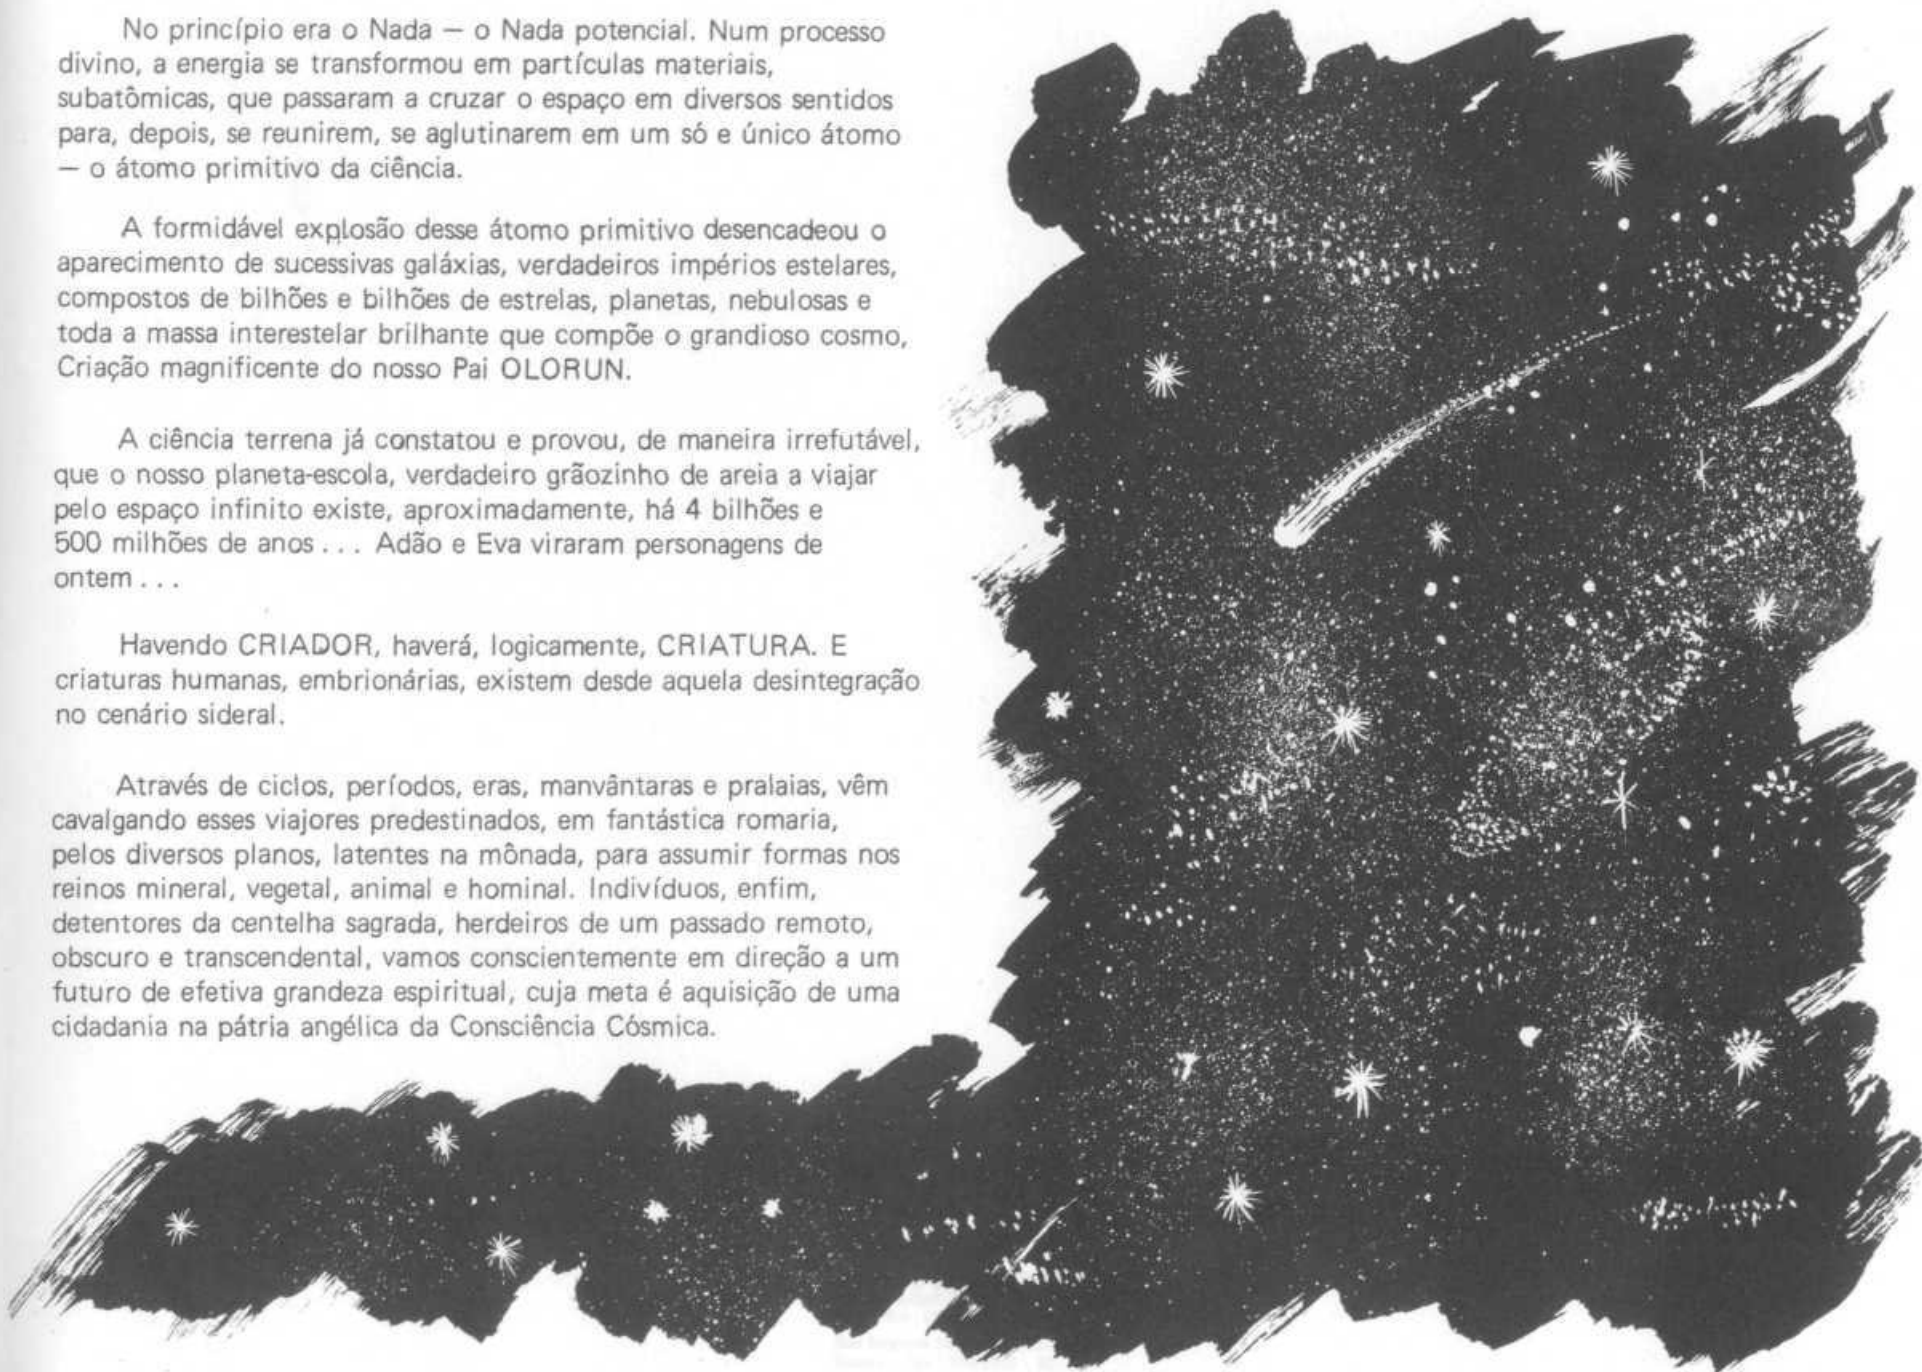 No princípio era o Nada — o Nada potencial. Num processo
divino, a energia se transformou em partículas materiais,
subatômicas, que passaram a cruzar o espaço em diversos sentidos
para, depois, se reunirem, se aglutinarem em um só e único átomo
— o átomo primitivo da ciência.
A formidável explosão desse átomo primitivo desencadeou o
aparecimento de sucessivas galáxias, verdadeiros impérios estelares,
compostos de bilhões e bilhões de estrelas, planetas, nebulosas e
toda a massa interestelar brilhante que compõe o grandioso cosmo,
Criação magnificente do nosso Pai OLORUN.
A ciência terrena já constatou e provou, de maneira irrefutável,
que o nosso planeta-escola, verdadeiro grãozinho de areia a viajar
pelo espaço infinito existe, aproximadamente, há 4 bilhões e
500 milhões de anos . . . Adão e Eva viraram personagens de
ontem . . .
Havendo CRIADOR, haverá, logicamente, CRIATURA. E
criaturas humanas, embrionárias, existem desde aquela desintegração
no cenário sideral.
Através de ciclos, períodos, eras, manvântaras e pralaias, vêm
cavalgando esses viajores predestinados, em fantástica romaria,
pelos diversos planos, latentes na mônada, para assumir formas nos
reinos mineral, vegetal, animal e hominal. Indivíduos, enfim,
detentores da centelha sagrada, herdeiros de um passado remoto,
obscuro e transcendental, vamos conscientemente em direção a um
futuro de efetiva grandeza espiritual, cuja meta é aquisição de uma
cidadania na pátria angélica da Consciência Cósmica.